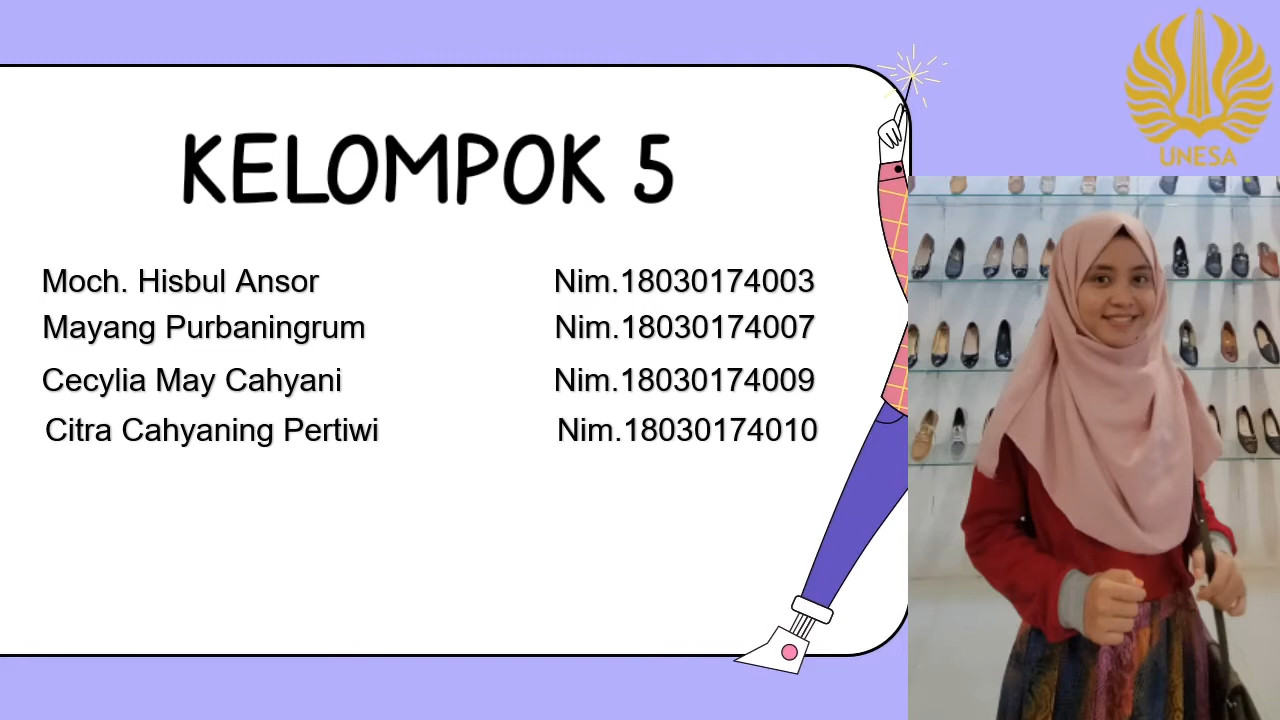 UNESA
KELOMPOK 5
Moch. Hisbul Ansor Nim.18030174003
Mayang Purbaningrum Nim.18030174007
Cecylia May Cahyani Nim.18030174009
Citra Cahyaning Pertiwi Nim.18030174010